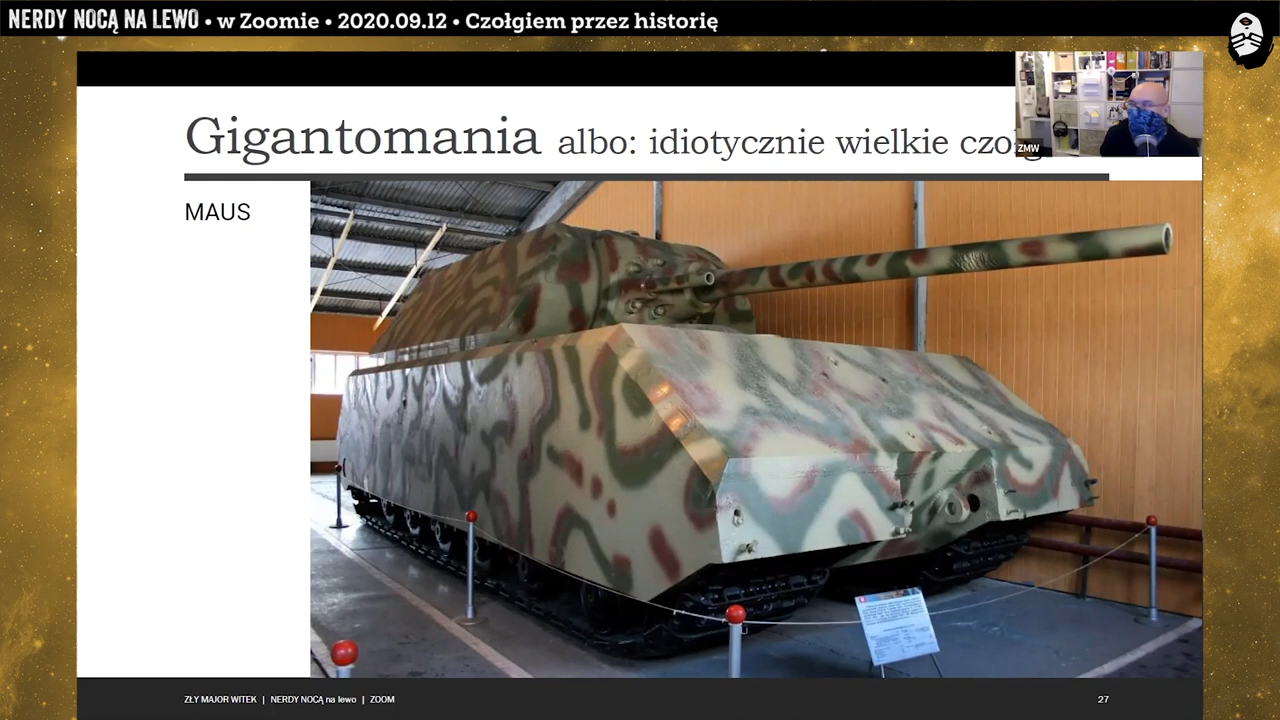 NERDY NOCĄ NA LEWO • w Zoomie • 2020.09.12 • Czołgiem przez historię
Gigantomania albo: idiotycznie wielkie
ZMW
MAUS
ZŁY MAJOR WITEK | NERDY NOCĄ na lewo | ZOOM
27